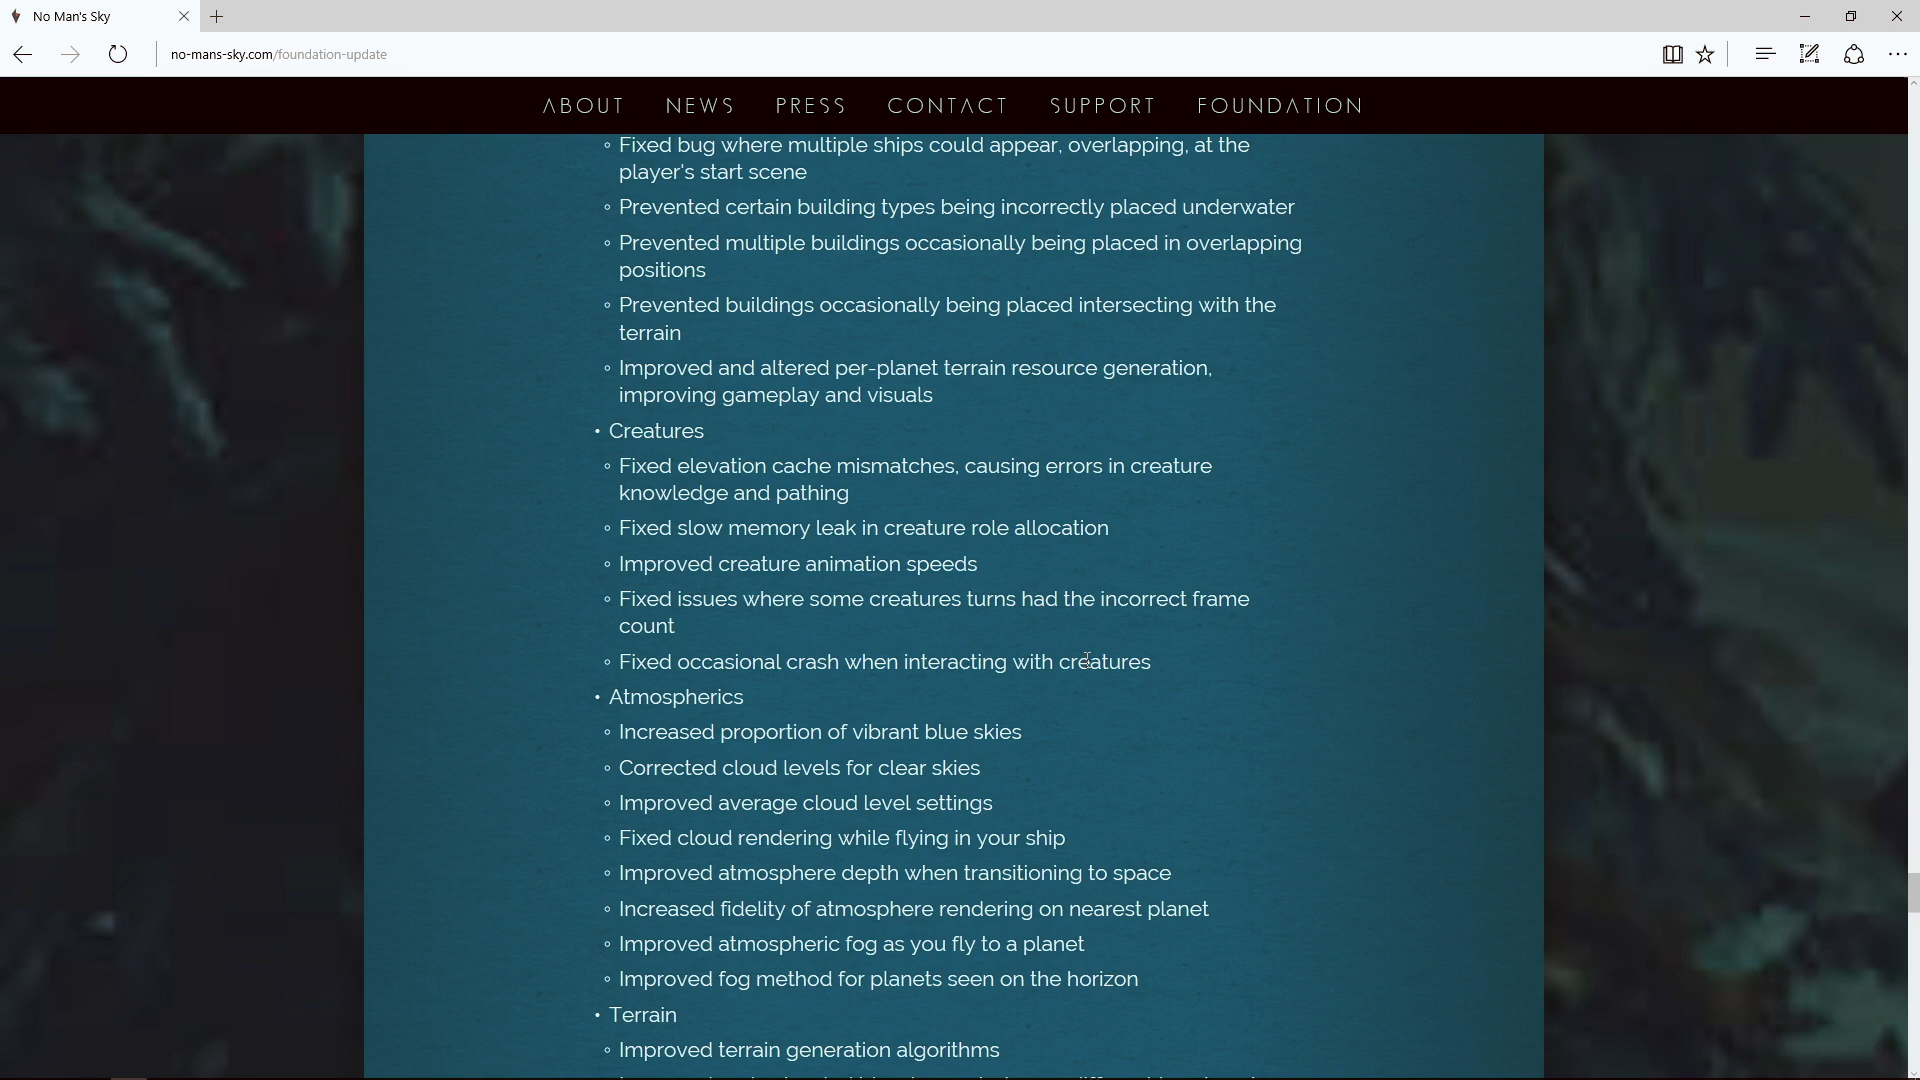 No Man's Sky
no-mans-sky.com/foundation-update
ABOUT NEWS PRESS CONTACT SUPPORT FOUNDATION
◦ Fixed bug where multiple ships could appear, overlapping, at the
player's start scene
◦ Prevented certain building types being incorrectly placed underwater
◦ Prevented multiple buildings occasionally being placed in overlapping
positions
◦ Prevented buildings occasionally being placed intersecting with the
terrain
◦ Improved and altered per-planet terrain resource generation,
improving gameplay and visuals
• Creatures
◦ Fixed elevation cache mismatches, causing errors in creature
knowledge and pathing
◦ Fixed slow memory leak in creature role allocation
◦ Improved creature animation speeds
◦ Fixed issues where some creatures turns had the incorrect frame
count
◦ Fixed occasional crash when interacting with creatures
• Atmospherics
◦ Increased proportion of vibrant blue skies
◦ Corrected cloud levels for clear skies
◦ Improved average cloud level settings
◦ Fixed cloud rendering while flying in your ship
◦ Improved atmosphere depth when transitioning to space
◦ Increased fidelity of atmosphere rendering on nearest planet
◦ Improved atmospheric fog as you fly to a planet
◦ Improved fog method for planets seen on the horizon
• Terrain
◦ Improved terrain generation algorithms